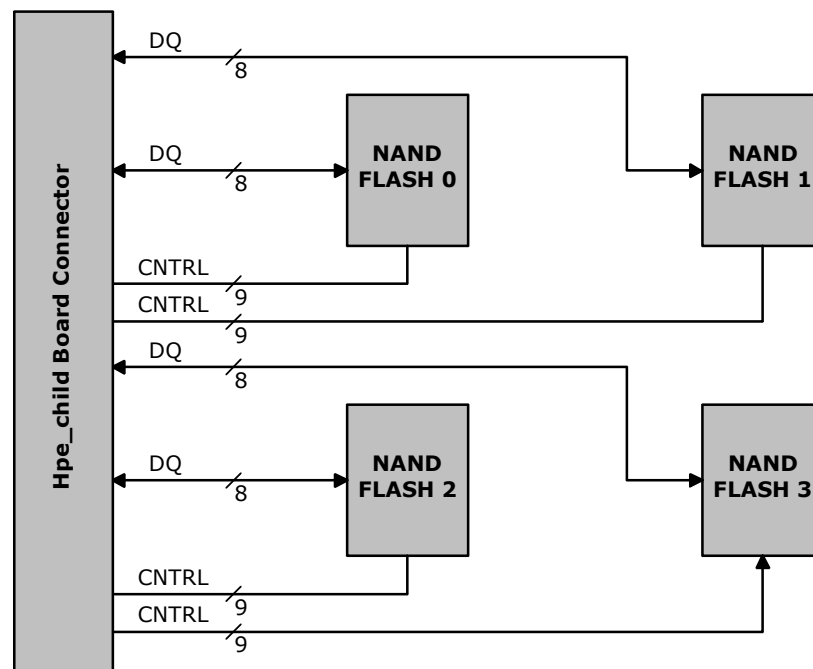 DQ
8
DQ
8
NAND
FLASH 0
NAND
FLASH 1
CNTRL
9
CNTRL
9
Hpe_child Board Connector
DQ
8
DQ
8
NAND
FLASH 2
NAND
FLASH 3
CNTRL
9
CNTRL
9